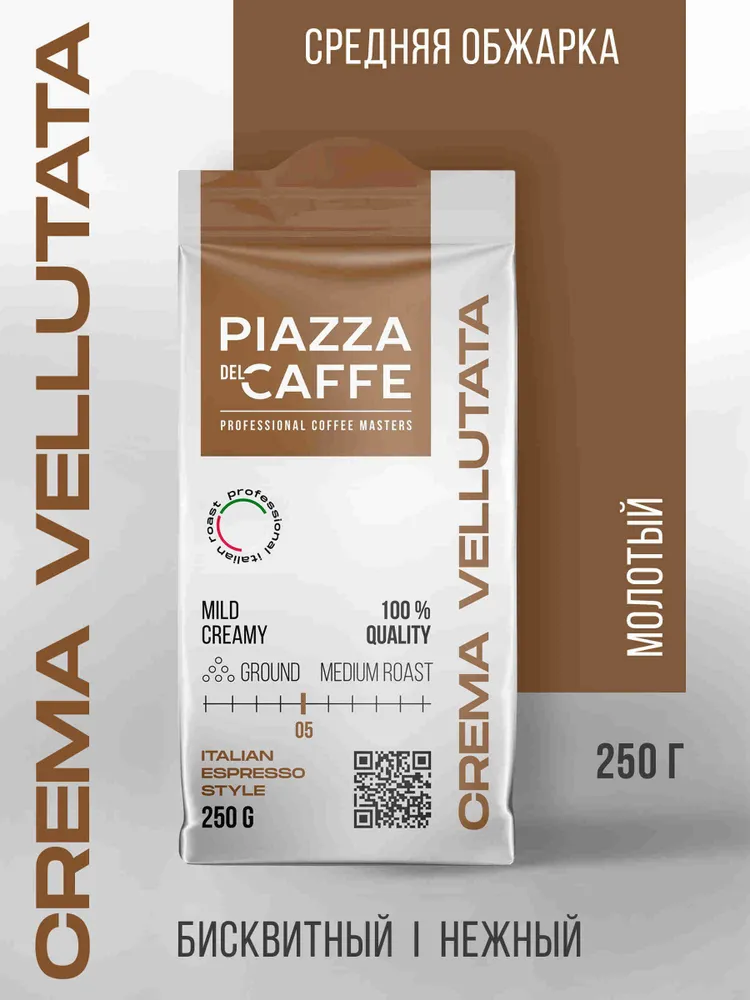 СРЕДНЯЯ ОБЖАРКА
CREMA VELLUTATA
PIAZZA
DEL CAFFE
PROFESSIONAL COFFEE MASTERS
professional italian roast
CREMA VELLUTATA
MILD
CREAMY
100 %
QUALITY
GROUND
MEDIUM ROAST
05
ITALIAN
ESPRESSO
STYLE
250 G
МОЛОТЫЙ
250 Г
БИСКВИТНЫЙ | НЕЖНЫЙ